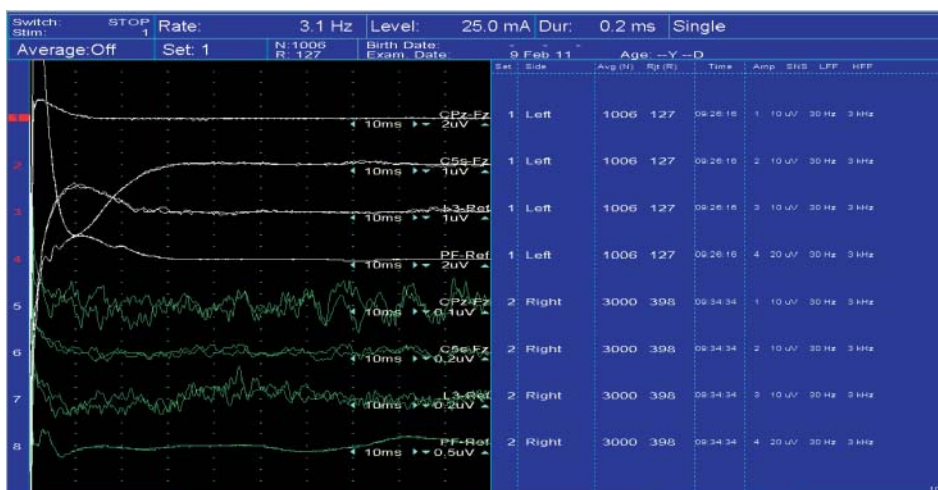 Switch: STOP Rate: 3.1 Hz Level: 25.0 mA Dur: 0.2 ms Single
Stim: 1
Average:Off Set: 1 N:1006 Birth Date:
R: 127 Exam. Date: 9 Feb 11 Age: --Y --D
Set Side Avg (N) Rjt (R) Time Amp SNS LFF HFF
CPz-Fz 1 Left 1006 127 09:26:16 1 10 uV 30 Hz 3 kHz
10ms 2uV
2 C5s-Fz 1 Left 1006 127 09:26:16 2 10 uV 30 Hz 3 kHz
10ms 1uV
3 L3-Ref 1 Left 1006 127 09:26:16 3 10 uV 30 Hz 3 kHz
10ms 1uV
4 PF-Ref 1 Left 1006 127 09:26:16 4 20 uV 30 Hz 3 kHz
10ms 2uV
5 CPz-Fz 2 Right 3000 398 09:34:34 1 10 uV 30 Hz 3 kHz
10ms 0.1uV
6 C5s-Fz 2 Right 3000 398 09:34:34 2 10 uV 30 Hz 3 kHz
10ms 0.2uV
7 L3-Ref 2 Right 3000 398 09:34:34 3 10 uV 30 Hz 3 kHz
10ms 0.2uV
8 PF-Ref 2 Right 3000 398 09:34:34 4 20 uV 30 Hz 3 kHz
10ms 0.5uV